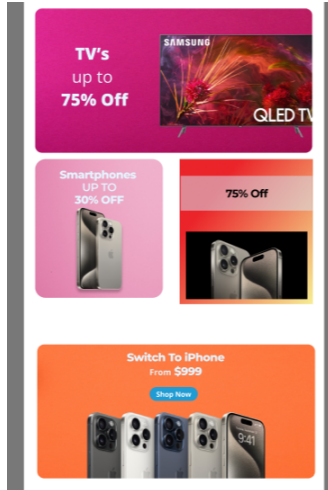 TV's
up to
75% Off
SAMSUNG
QLED TV
Smartphones
UP TO
30% OFF
75% Off
Switch To iPhone
From $999
Shop Now
9:41